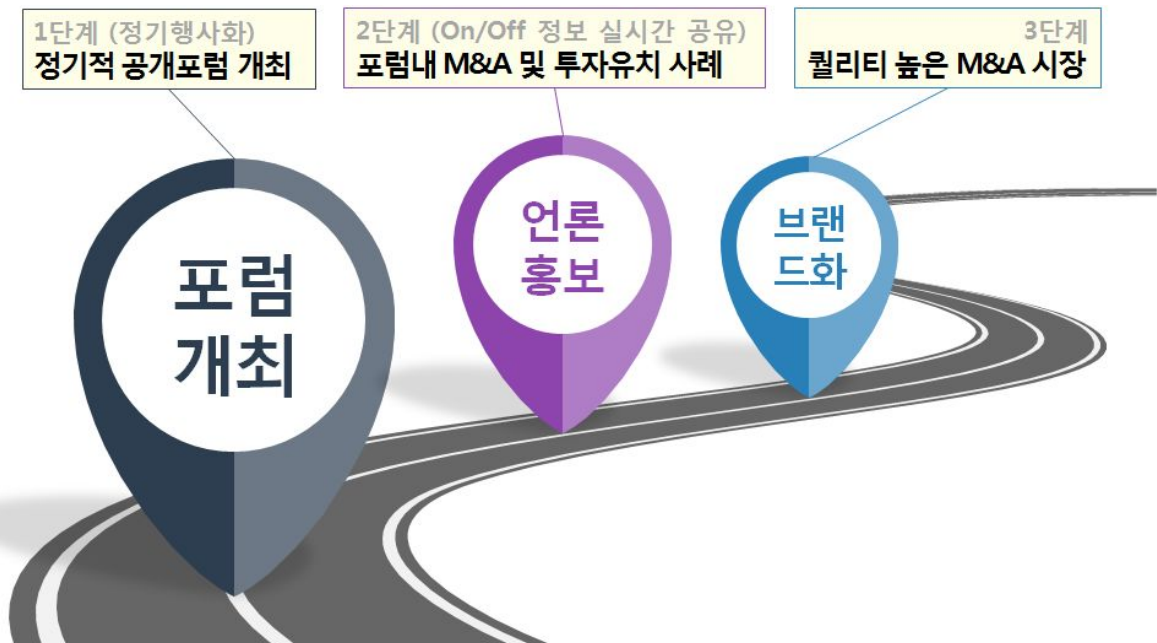 1단계 (정기행사화)
정기적 공개포럼 개최
2단계 (On/Off 정보 실시간 공유)
포럼내 M&A 및 투자유치 사례
3단계
퀄리티 높은 M&A 시장
포럼
개최
언론
홍보
브랜
드화